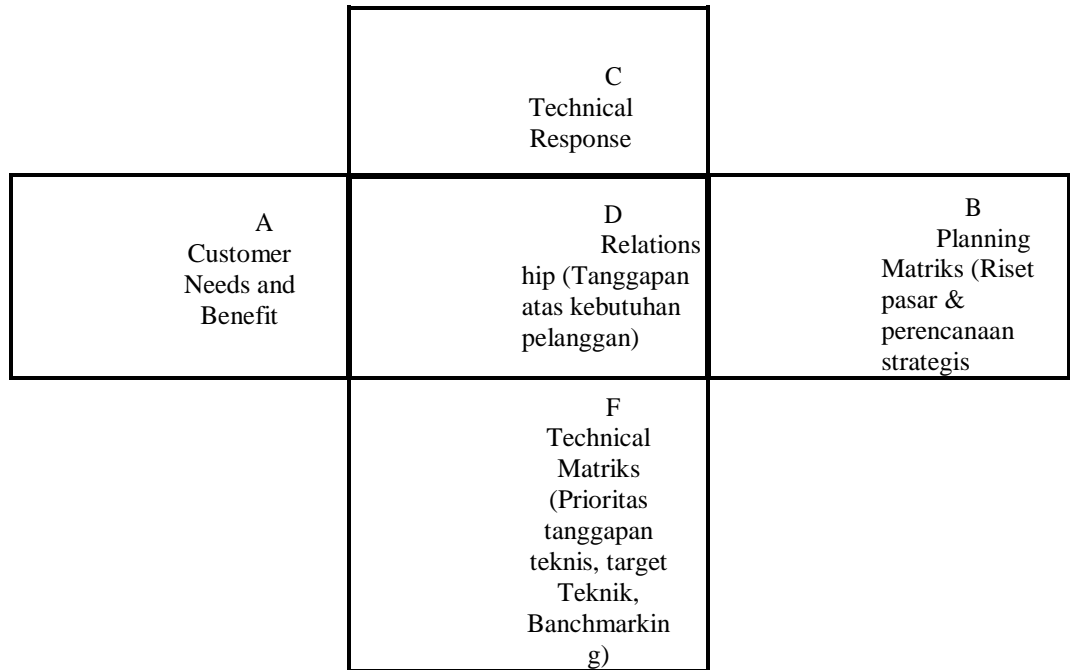 C
Technical
Response
A
Customer
Needs and
Benefit
D
Relations
hip (Tanggapan
atas kebutuhan
pelanggan)
B
Planning
Matriks (Riset
pasar &
perencanaan
strategis
F
Technical
Matriks
(Prioritas
tanggapan
teknis, target
Teknik,
Banchmarkin
g)